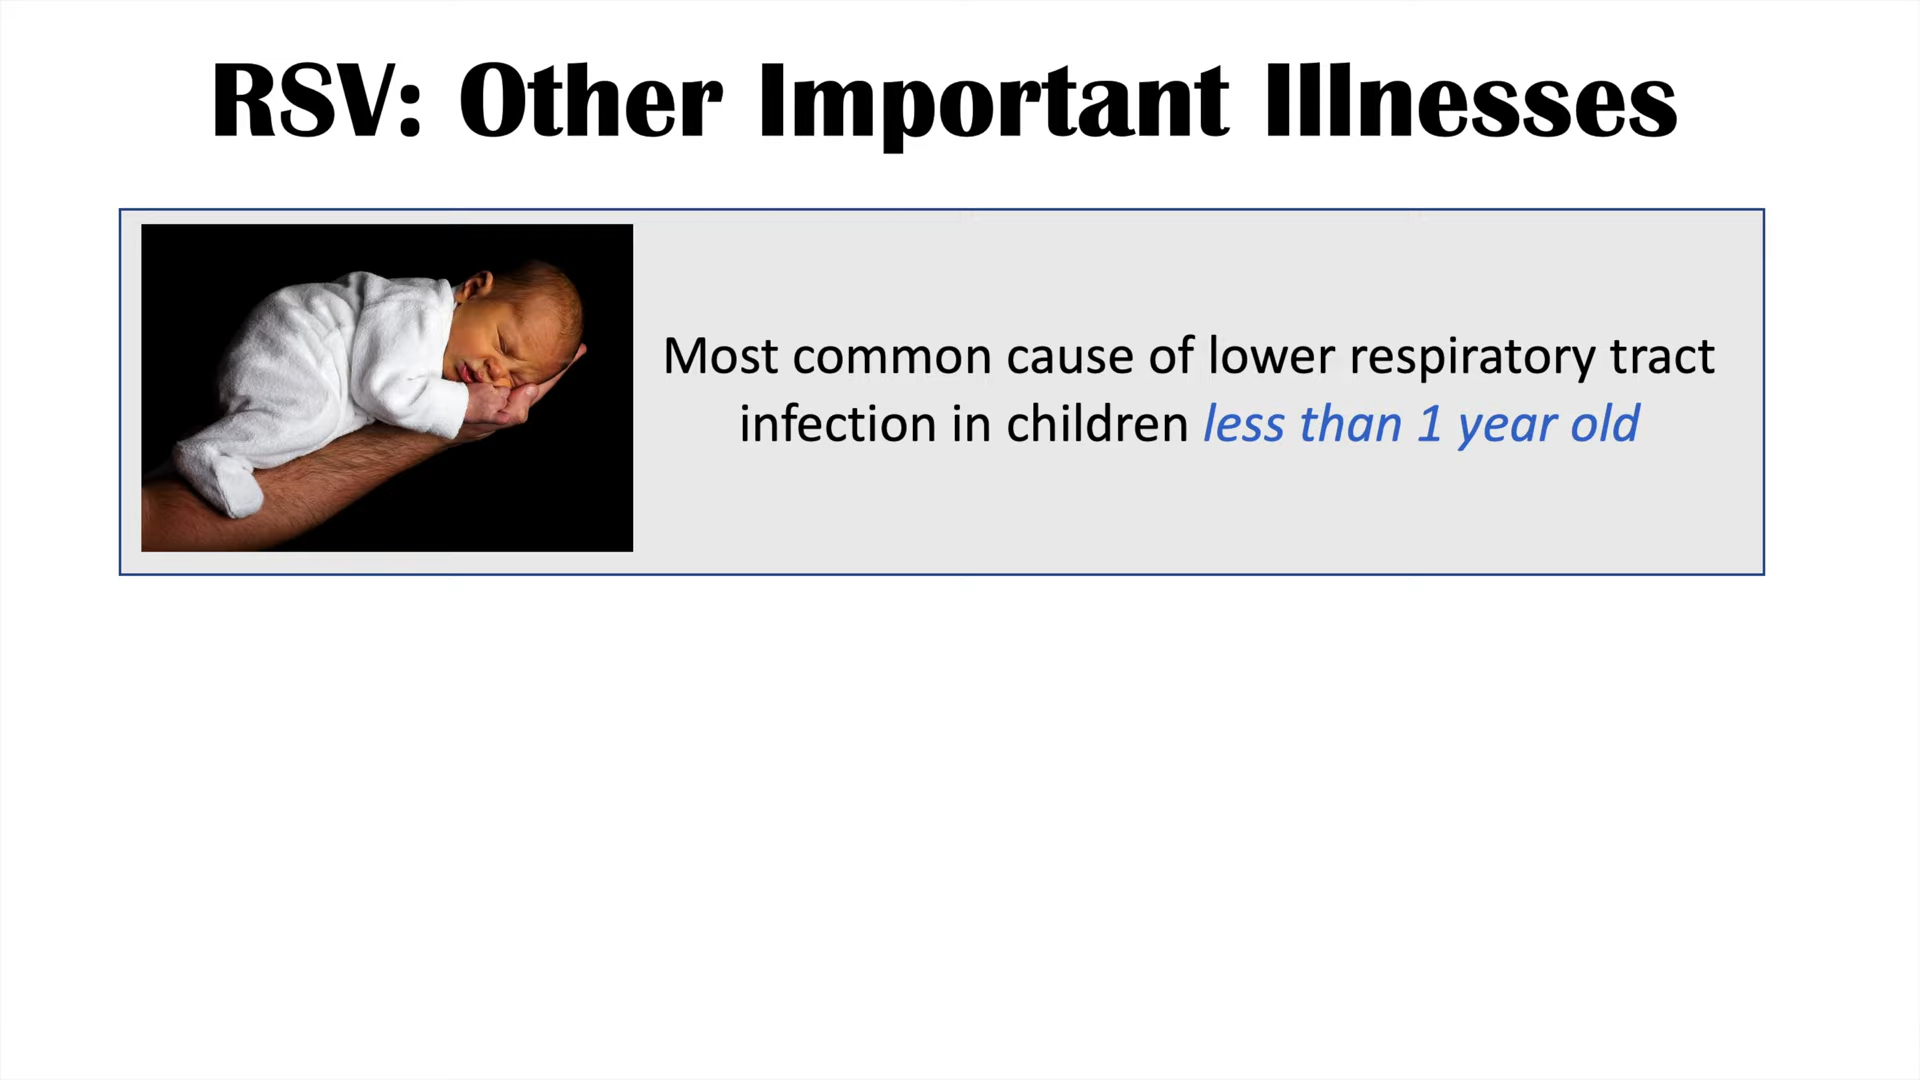 RSV: Other Important Illnesses
Most common cause of lower respiratory tract
infection in children less than 1 year old